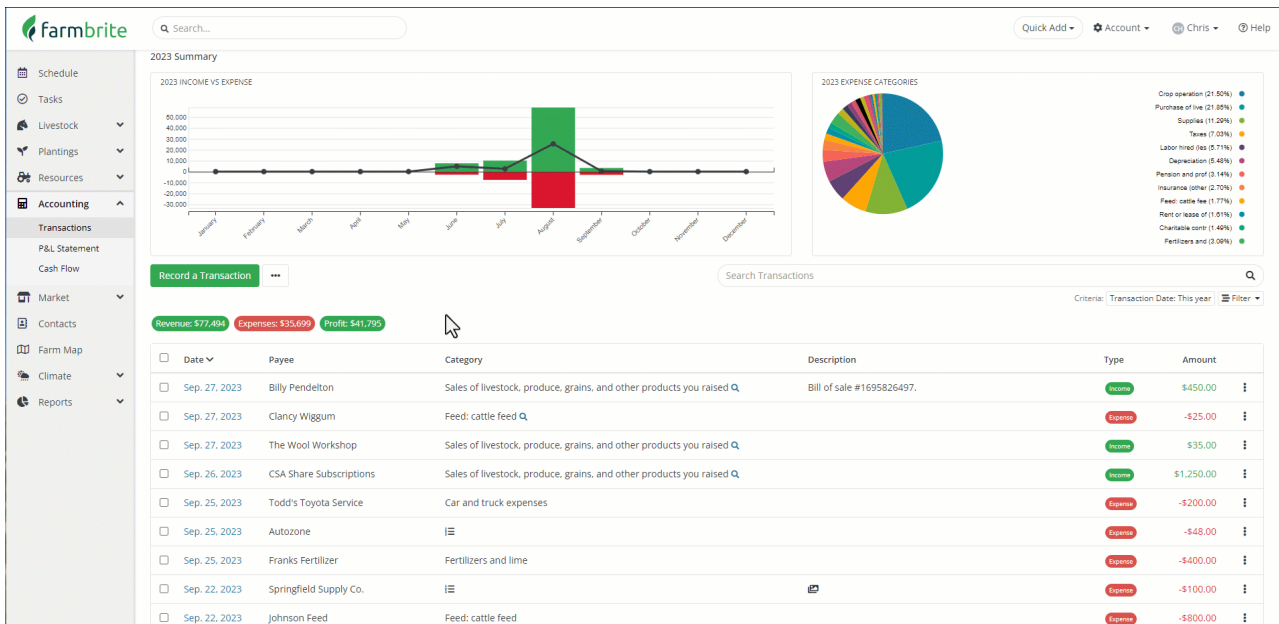 farmbrite
Search...
Quick Add
Account
CH Chris
Help
Schedule
Tasks
Livestock
Plantings
Resources
Accounting
Transactions
P&L Statement
Cash Flow
Market
Contacts
Farm Map
Climate
Reports
2023 Summary
2023 INCOME VS EXPENSE
50,000
40,000
30,000
20,000
10,000
0
-10,000
-20,000
-30,000
January February March April May June July August September October November December
2023 EXPENSE CATEGORIES
Crop operation (21.50%)
Purchase of live (21.85%)
Supplies (11.29%)
Taxes (7.03%)
Labor hired (les (5.71%)
Depreciation (5.48%)
Pension and prof (3.14%)
Insurance (other (2.70%)
Feed: cattle fee (1.77%)
Rent or lease of (1.61%)
Charitable contr (1.49%)
Fertilizers and (3.09%)
Record a Transaction
Search Transactions
Criteria: Transaction Date: This year Filter
Revenue: $77,494 Expenses: $35,699 Profit: $41,795
Date Payee Category Description Type Amount
Sep. 27, 2023 Billy Pendelton Sales of livestock, produce, grains, and other products you raised Bill of sale #1695826497. Income $450.00
Sep. 27, 2023 Clancy Wiggum Feed: cattle feed Expense -$25.00
Sep. 27, 2023 The Wool Workshop Sales of livestock, produce, grains, and other products you raised Income $35.00
Sep. 26, 2023 CSA Share Subscriptions Sales of livestock, produce, grains, and other products you raised Income $1,250.00
Sep. 25, 2023 Todd's Toyota Service Car and truck expenses Expense -$200.00
Sep. 25, 2023 Autozone Expense -$48.00
Sep. 25, 2023 Franks Fertilizer Fertilizers and lime Expense -$400.00
Sep. 22, 2023 Springfield Supply Co. Expense -$100.00
Sep. 22, 2023 Johnson Feed Feed: cattle feed Expense -$800.00